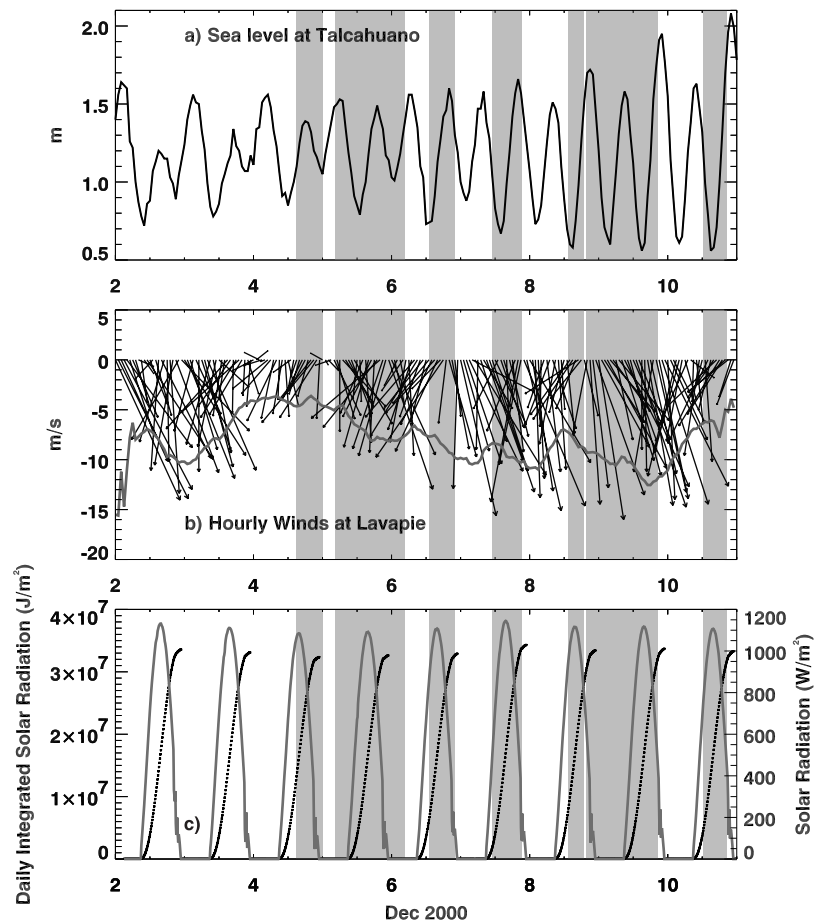 2.0
1.5
1.0
0.5
m
a) Sea level at Talcahuano
2 4 6 8 10
5
0
-5
-10
-15
-20
m/s
b) Hourly Winds at Lavapie
2 4 6 8 10
Daily Integrated Solar Radiation (J/m²)
4×10⁷
3×10⁷
2×10⁷
1×10⁷
0
c)
1200
1000
800
600
400
200
0
Solar Radiation (W/m²)
2 4 6 8 10
Dec 2000